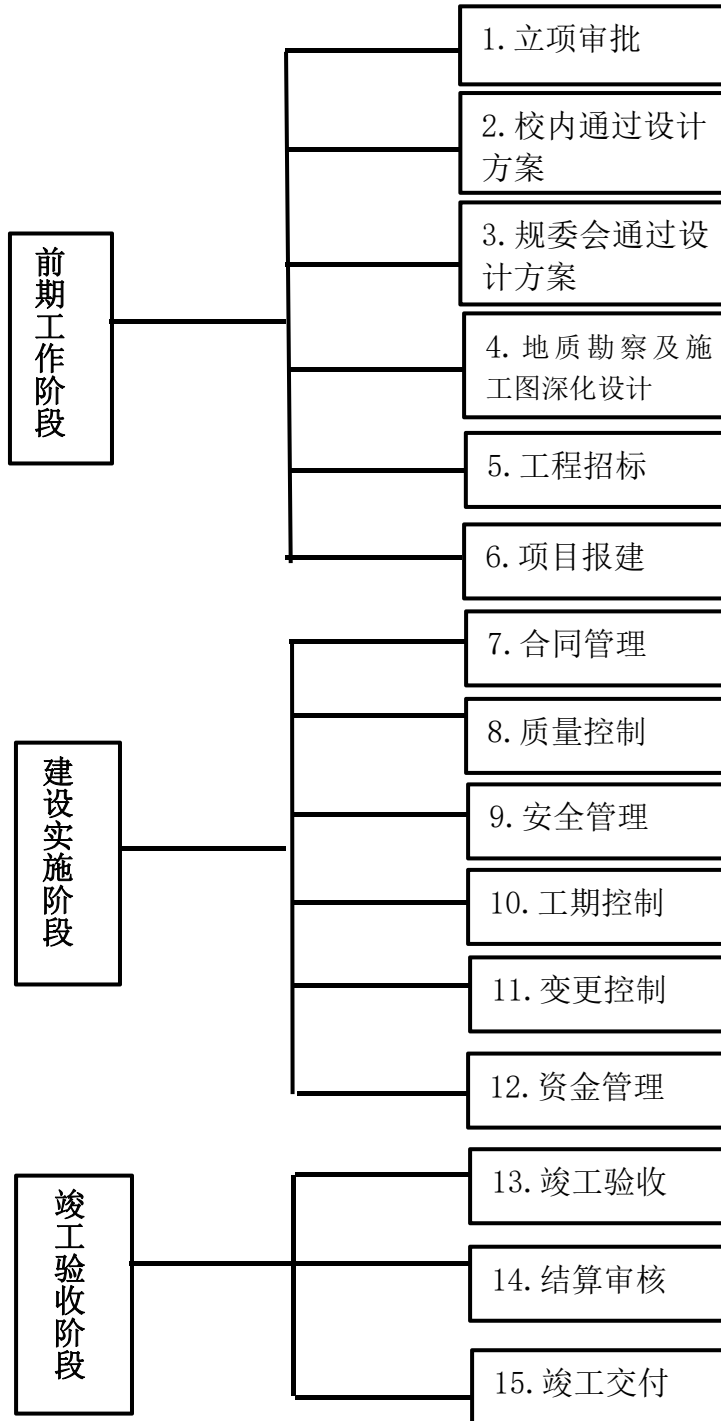 前期工作阶段
1. 立项审批
2. 校内通过设计
方案
3. 规委会通过设
计方案
4. 地质勘察及施
工图深化设计
5. 工程招标
6. 项目报建
建设实施阶段
7. 合同管理
8. 质量控制
9. 安全管理
10. 工期控制
11. 变更控制
12. 资金管理
竣工验收阶段
13. 竣工验收
14. 结算审核
15. 竣工交付